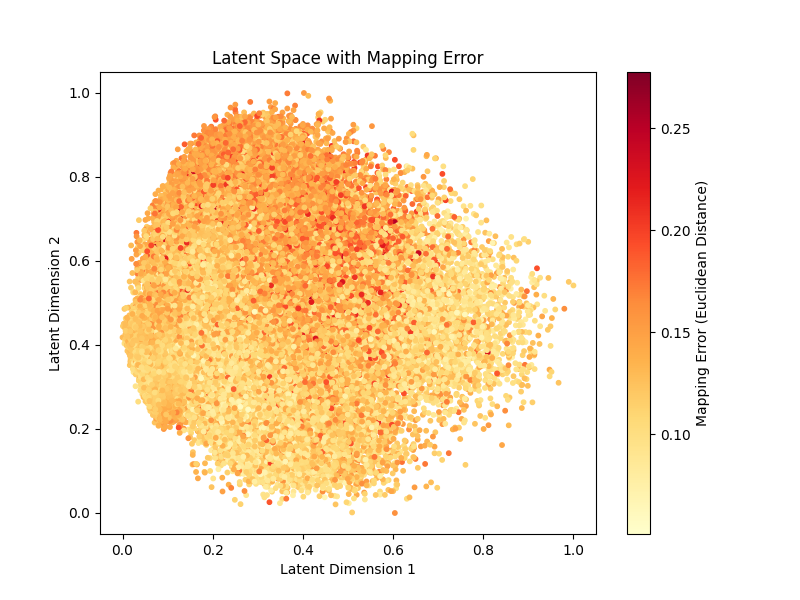 Latent Space with Mapping Error
1.0
0.8
0.6
0.4
0.2
0.0
Latent Dimension 2
0.0 0.2 0.4 0.6 0.8 1.0
Latent Dimension 1
0.25
0.20
0.15
0.10
Mapping Error (Euclidean Distance)